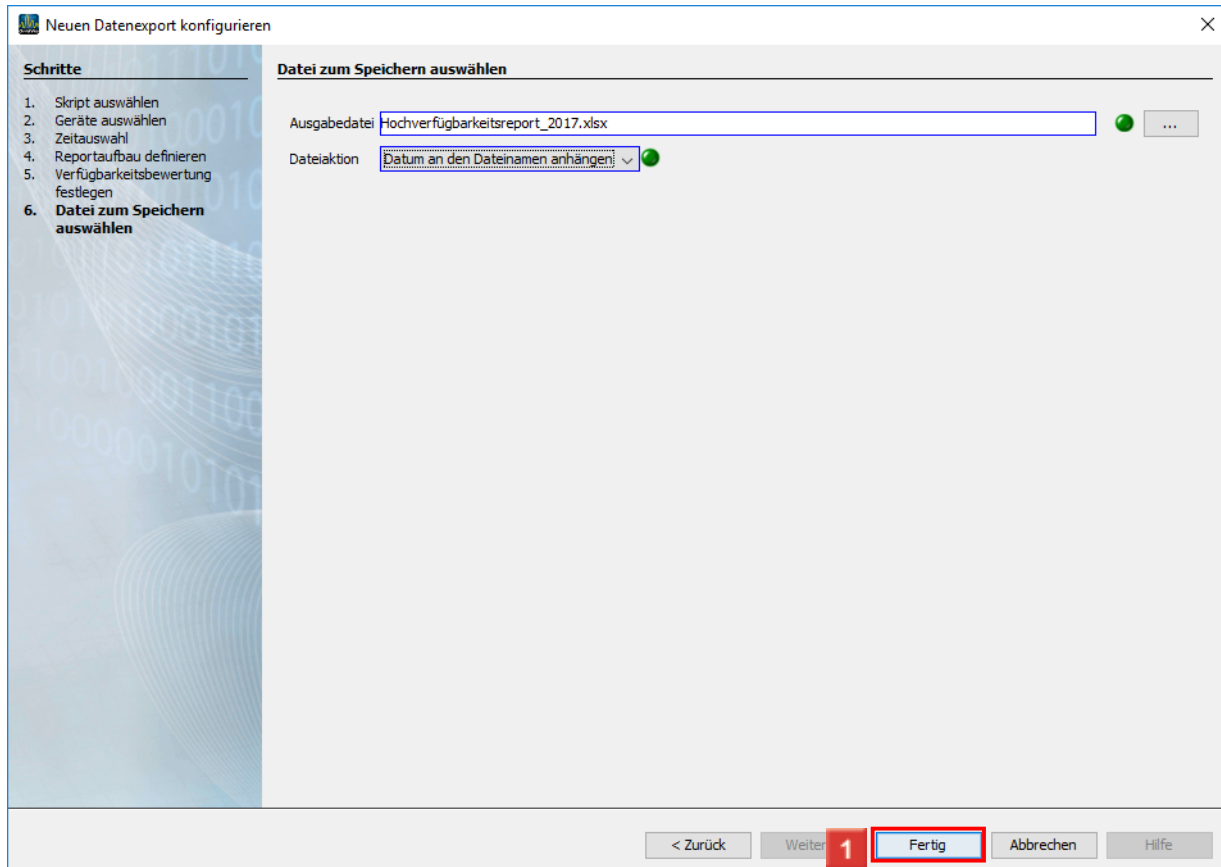 Neuen Datenexport konfigurieren
Schritte
1. Skript auswählen
2. Geräte auswählen
3. Zeitauswahl
4. Reportaufbau definieren
5. Verfügbarkeitsbewertung
festlegen
6. Datei zum Speichern
auswählen
Datei zum Speichern auswählen
Ausgabedatei Hochverfügbarkeitsreport_2017.xlsx ...
Dateiaktion Datum an den Dateinamen anhängen
< Zurück Weiter 1 Fertig Abbrechen Hilfe